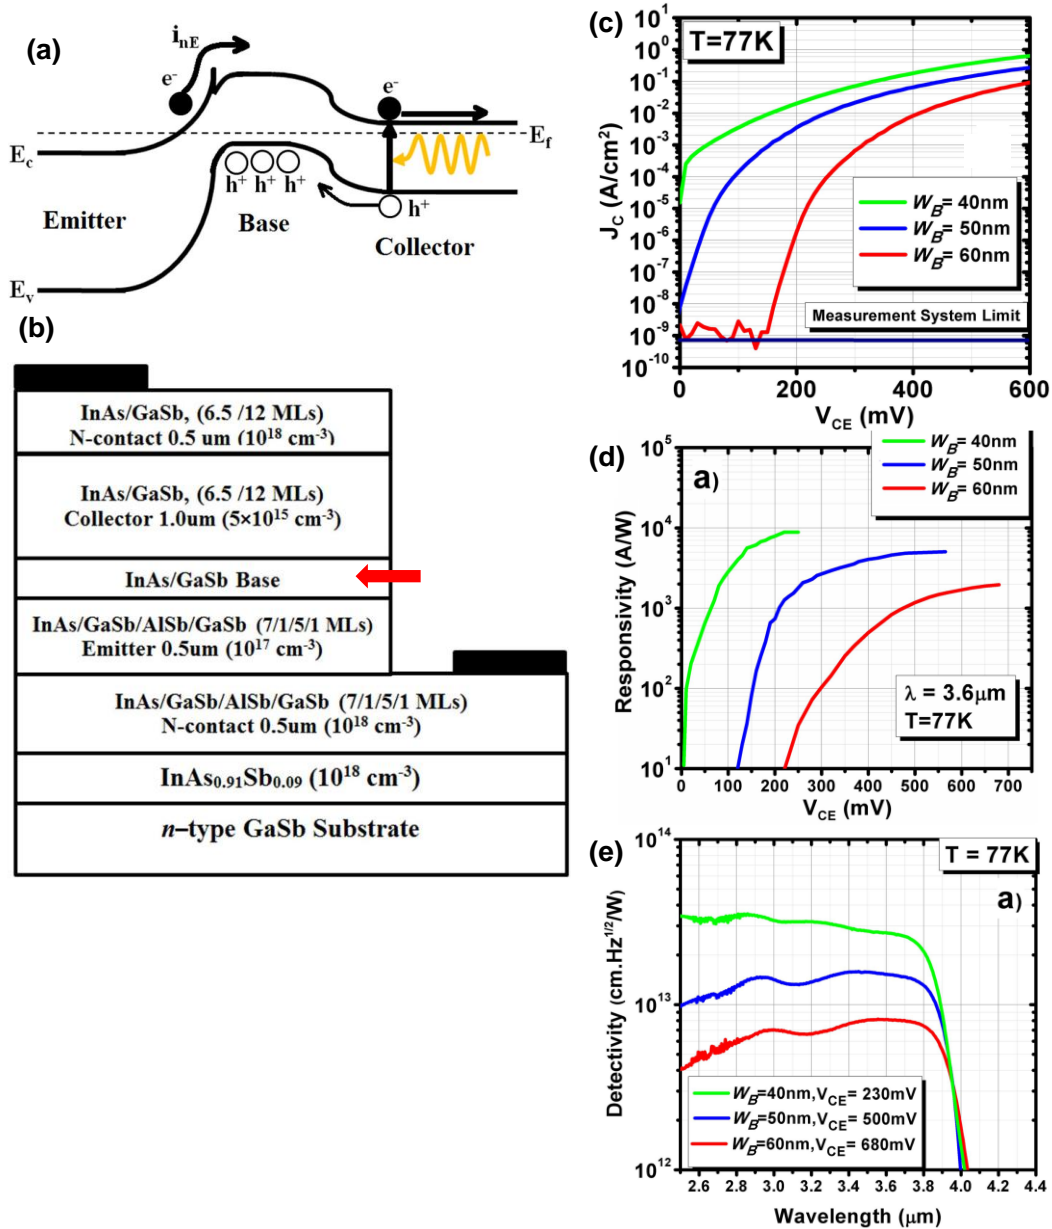 (a)
i_nE
e⁻
e⁻
E_c
E_f
h⁺ h⁺ h⁺
h⁺
Emitter
Base
Collector
E_v
(b)
InAs/GaSb, (6.5 /12 MLs)
N-contact 0.5 um (10¹⁸ cm⁻³)
InAs/GaSb, (6.5 /12 MLs)
Collector 1.0um (5×10¹⁵ cm⁻³)
InAs/GaSb Base
InAs/GaSb/AlSb/GaSb (7/1/5/1 MLs)
Emitter 0.5um (10¹⁷ cm⁻³)
InAs/GaSb/AlSb/GaSb (7/1/5/1 MLs)
N-contact 0.5um (10¹⁸ cm⁻³)
InAs₀.₉₁Sb₀.₀₉ (10¹⁸ cm⁻³)
n–type GaSb Substrate
(c)
T=77K
10¹
10⁰
10⁻¹
10⁻²
10⁻³
10⁻⁴
10⁻⁵
10⁻⁶
10⁻⁷
10⁻⁸
10⁻⁹
10⁻¹⁰
J_C (A/cm²)
W_B= 40nm
W_B= 50nm
W_B= 60nm
Measurement System Limit
0 200 400 600
V_CE (mV)
(d)
a)
W_B= 40nm
W_B= 50nm
W_B= 60nm
10⁵
10⁴
10³
10²
10¹
Responsivity (A/W)
λ = 3.6μm
T=77K
0 100 200 300 400 500 600 700
V_CE (mV)
(e)
T = 77K
a)
10¹⁴
10¹³
10¹²
Detectivity (cm.Hz^1/2/W)
W_B=40nm,V_CE= 230mV
W_B=50nm,V_CE= 500mV
W_B=60nm,V_CE= 680mV
2.6 3.0 3.4 3.8 4.0 4.4
Wavelength (μm)